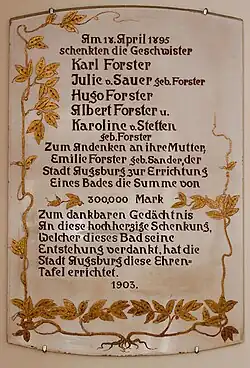 Am 18. April 1895
schenkten die Geschwister
Karl Forster
Julie v. Sauer geb. Forster
Hugo Forster
Albert Forster u.
Karoline v. Stetten
geb. Forster
Zum Andenken an ihre Mutter,
Emilie Forster geb. Sander, der
Stadt Augsburg zur Errichtung
Eines Bades die Summe von
300,000 Mark
Zum dankbaren Gedächtnis
An diese hochherzige Schenkung,
Welcher dieses Bad seine
Entstehung verdankt, hat die
Stadt Augsburg diese Ehren-
Tafel errichtet.
1903.